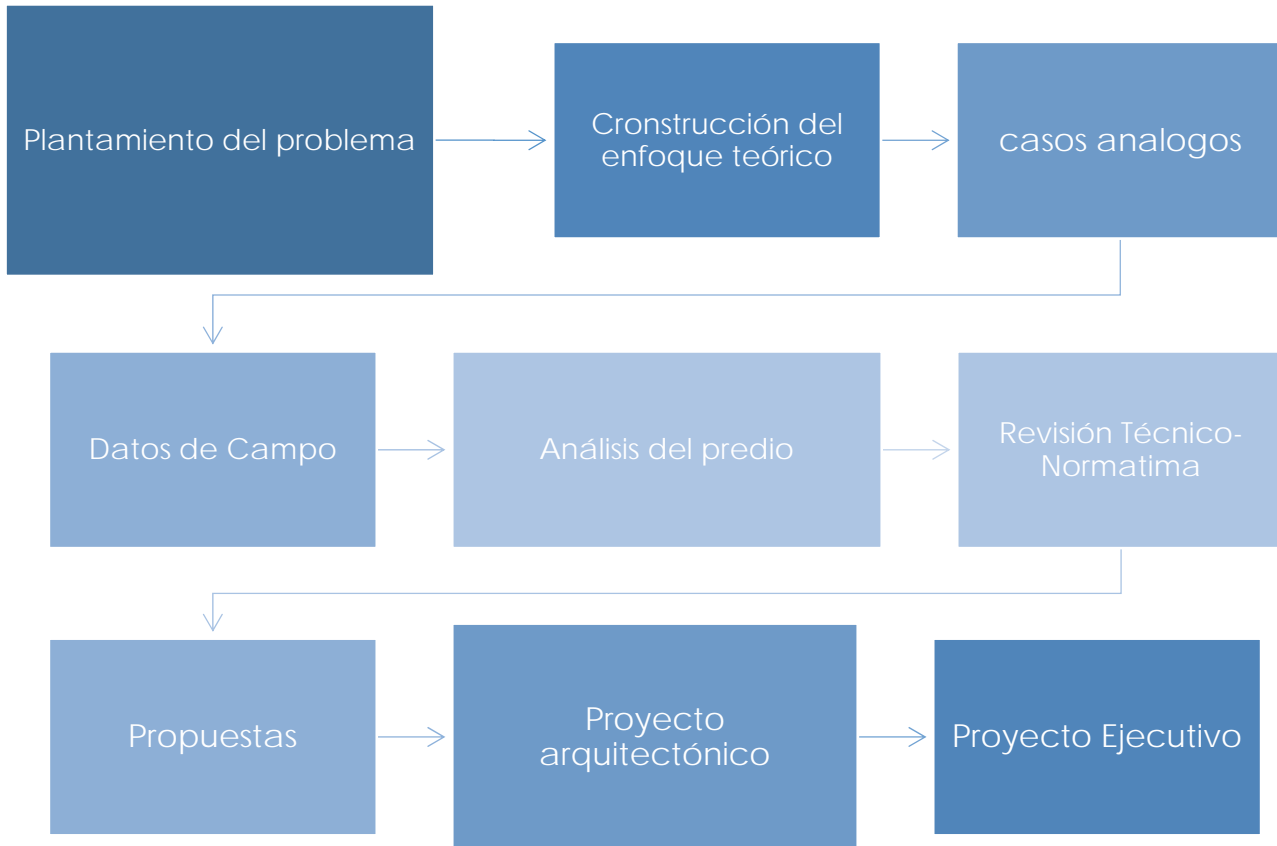 Plantamiento del problema
Cronstrucción del
enfoque teórico
casos analogos
Datos de Campo
Análisis del predio
Revisión Técnico-
Normatima
Propuestas
Proyecto
arquitectónico
Proyecto Ejecutivo